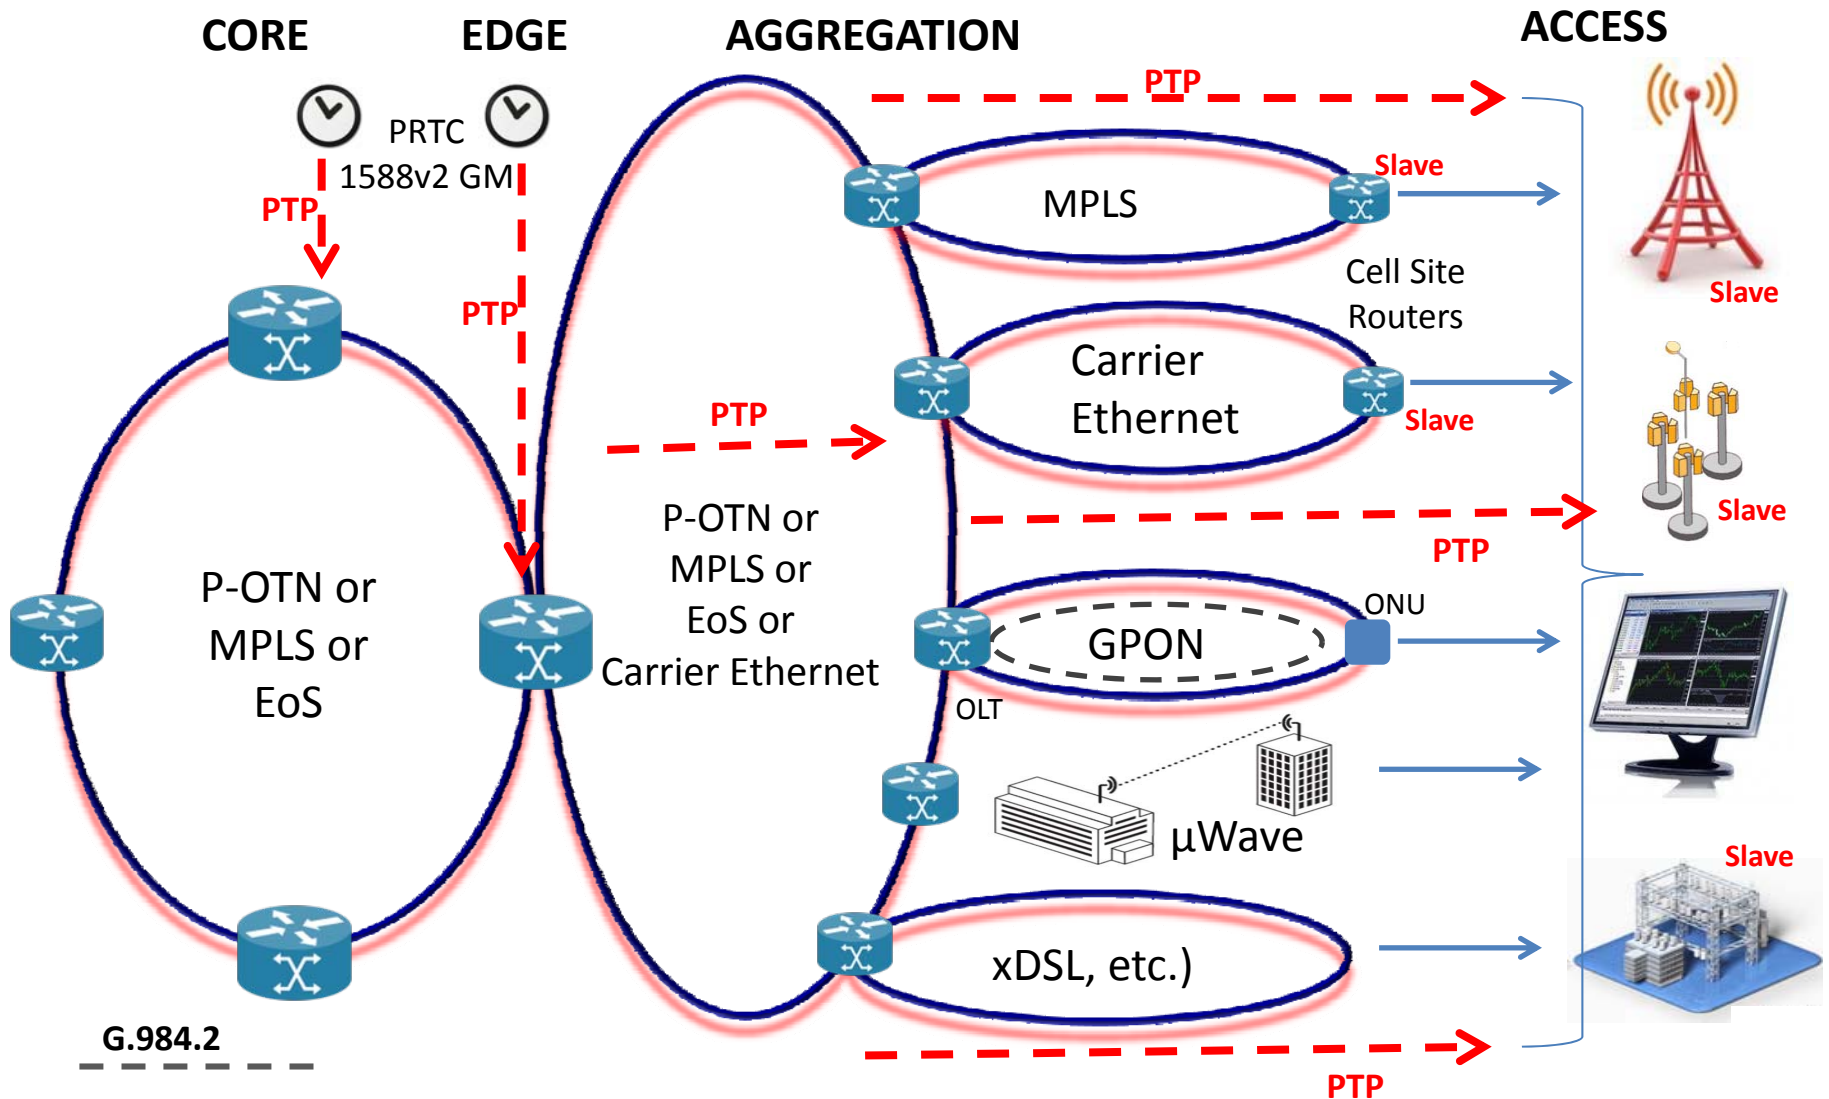 CORE
EDGE
AGGREGATION
ACCESS
PRTC
1588v2 GM
PTP
PTP
PTP
PTP
PTP
PTP
MPLS
Slave
Slave
Cell Site
Routers
Carrier
Ethernet
Slave
Slave
P-OTN or
MPLS or
EoS
P-OTN or
MPLS or
EoS or
Carrier Ethernet
GPON
ONU
OLT
µWave
Slave
xDSL, etc.)
G.984.2